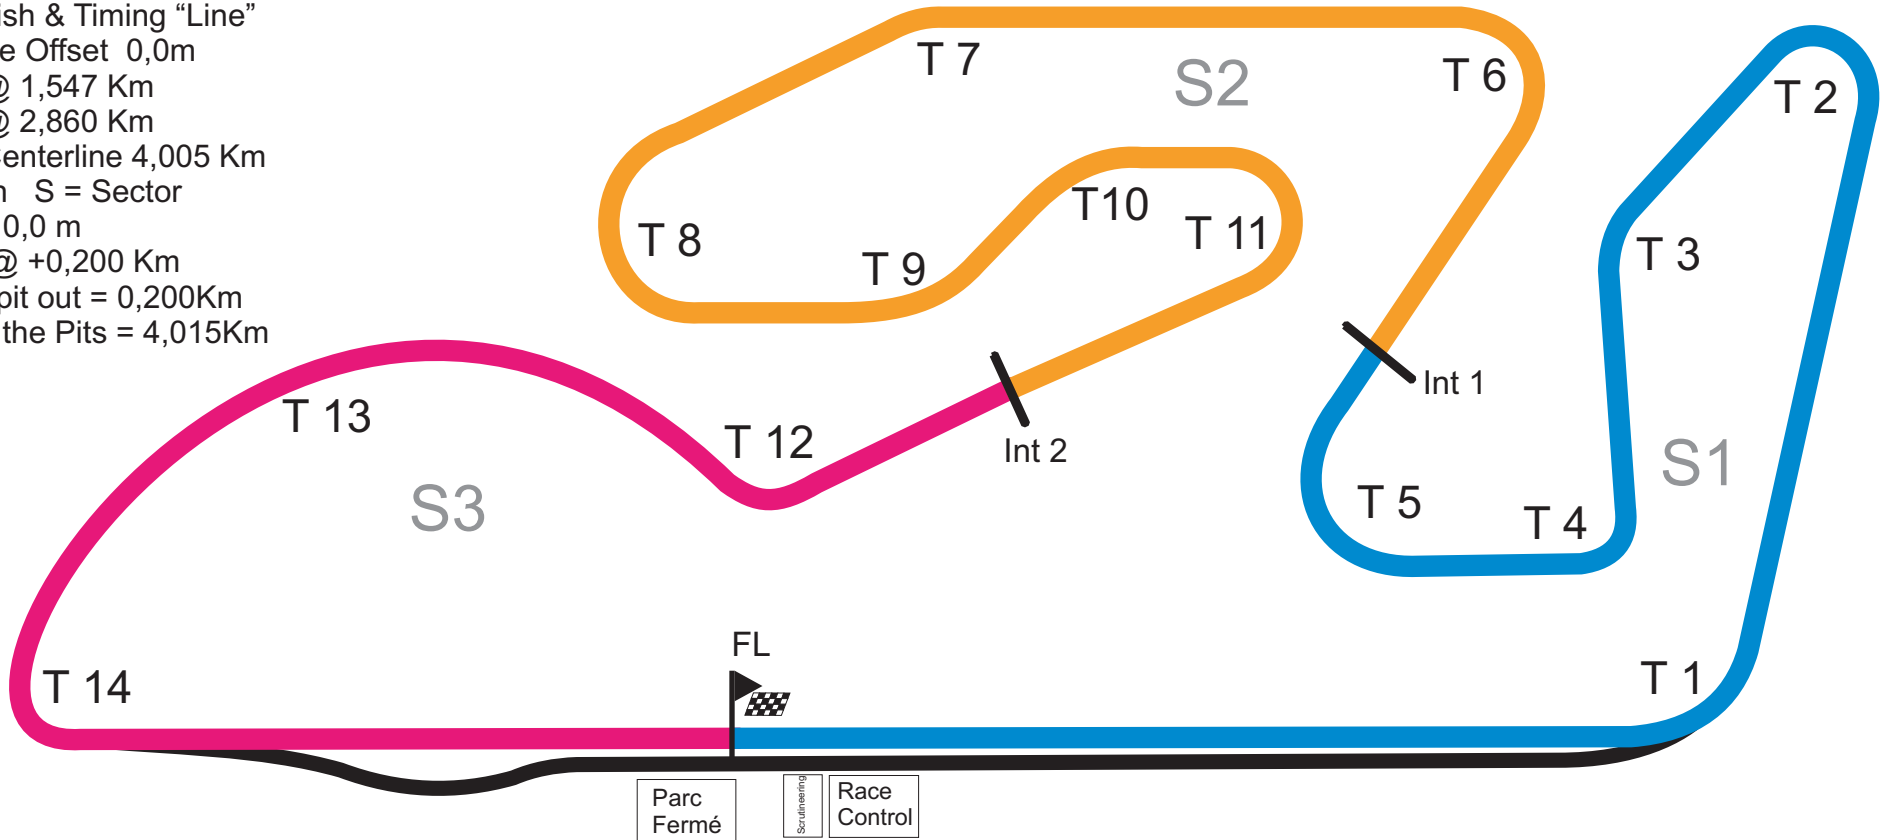 ish & Timing “Line”
e Offset 0,0m
@ 1,547 Km
@ 2,860 Km
Centerline 4,005 Km
n S = Sector
0,0 m
@ +0,200 Km
pit out = 0,200Km
the Pits = 4,015Km
T 7
S2
T 6
T 2
T 8
T 9
T10
T 11
T 3
Int 1
T 13
T 12
Int 2
S3
T 5
T 4
S1
FL
T 14
T 1
Parc
Fermé
Scrutineering
Race
Control